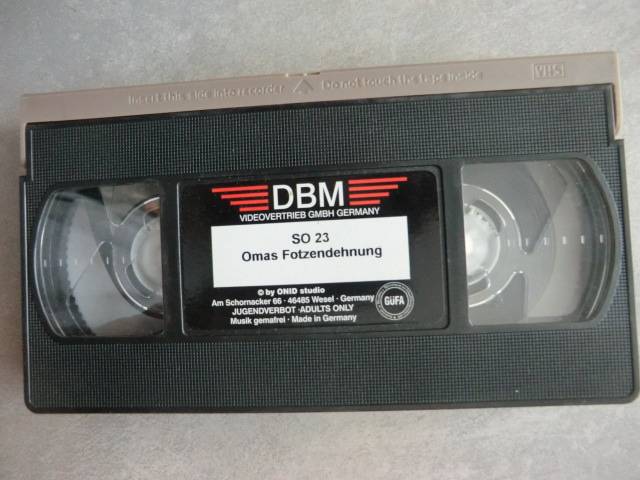 Insert this side into recorder
Do not touch the tape inside
VHS
DBM
VIDEOVERTRIEB GMBH GERMANY
SO 23
Omas Fotzendehnung
© by ONID studio
Am Schornacker 66 · 46485 Wesel · Germany
JUGENDVERBOT · ADULTS ONLY
Musik gemafrei · Made in Germany
GÜFA